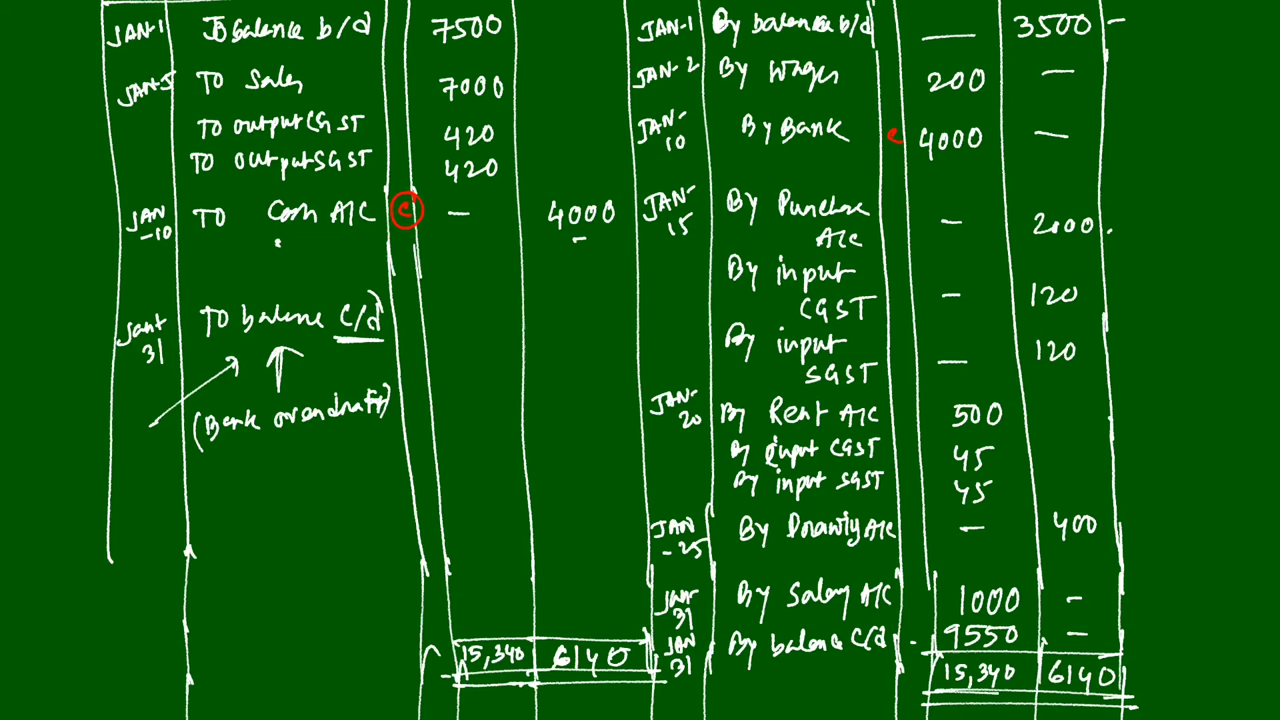 JAN-1 To balance b/d 7500 JAN-1 By balance b/d — 3500
JAN-5 TO Sales 7000 JAN-2 By Wages 200 —
TO output CGST 420 JAN-10 By Bank C 4000 —
TO output SGST 420
JAN-10 TO Cash A/C C — 4000 JAN-15 By Purchase A/C — 2000
By input CGST — 120
Jan 31 TO balance C/d By input SGST — 120
(Bank overdraft) JAN-20 By Rent A/C 500
By input CGST 45
By input SGST 45
JAN-25 By Drawing A/C — 400
Jan 31 By Salary A/C 1000 —
JAN 31 By balance C/d 9550 —
15,340 6140 15,340 6140